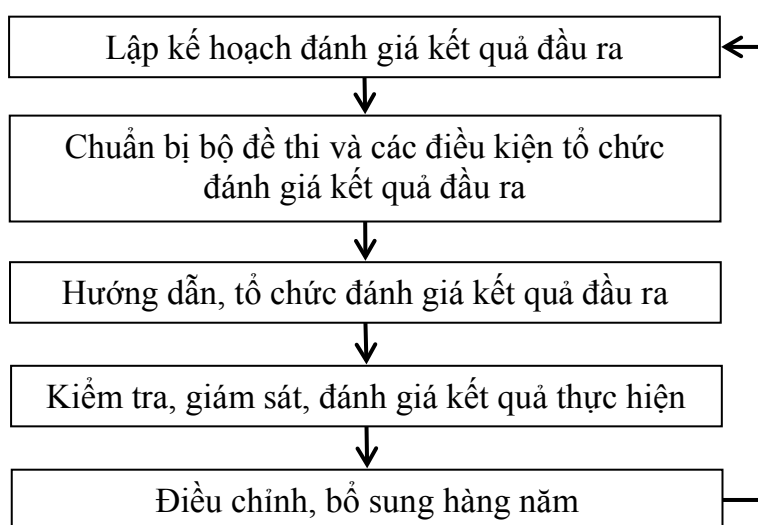 Lập kế hoạch đánh giá kết quả đầu ra
Chuẩn bị bộ đề thi và các điều kiện tổ chức
đánh giá kết quả đầu ra
Hướng dẫn, tổ chức đánh giá kết quả đầu ra
Kiểm tra, giám sát, đánh giá kết quả thực hiện
Điều chỉnh, bổ sung hàng năm